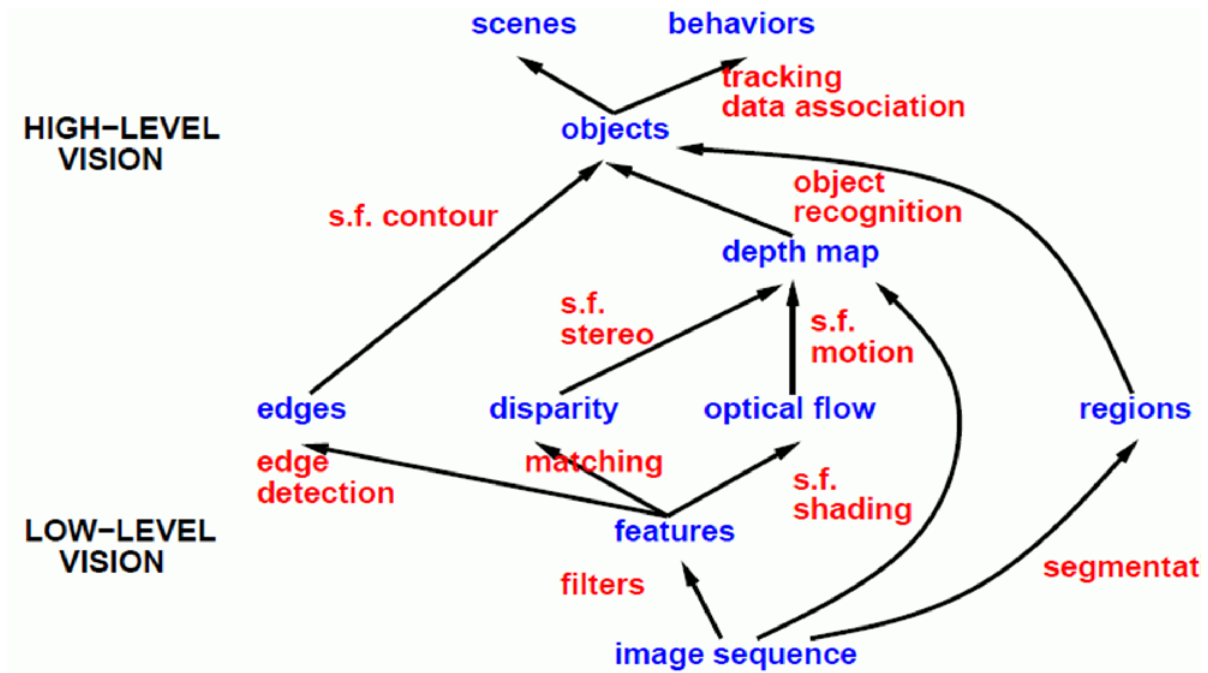 scenes
behaviors
tracking
data association
HIGH−LEVEL
VISION
objects
object
recognition
s.f. contour
depth map
s.f.
stereo
s.f.
motion
edges
disparity
optical flow
regions
edge
detection
matching
s.f.
shading
LOW−LEVEL
VISION
features
filters
segmentat
image sequence